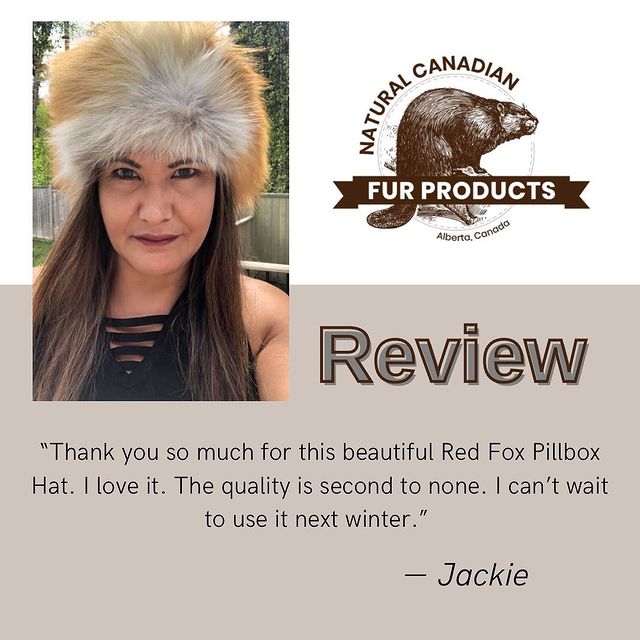 NATURAL CANADIAN
FUR PRODUCTS
Alberta, Canada
Review
“Thank you so much for this beautiful Red Fox Pillbox
Hat. I love it. The quality is second to none. I can’t wait
to use it next winter.”
— Jackie